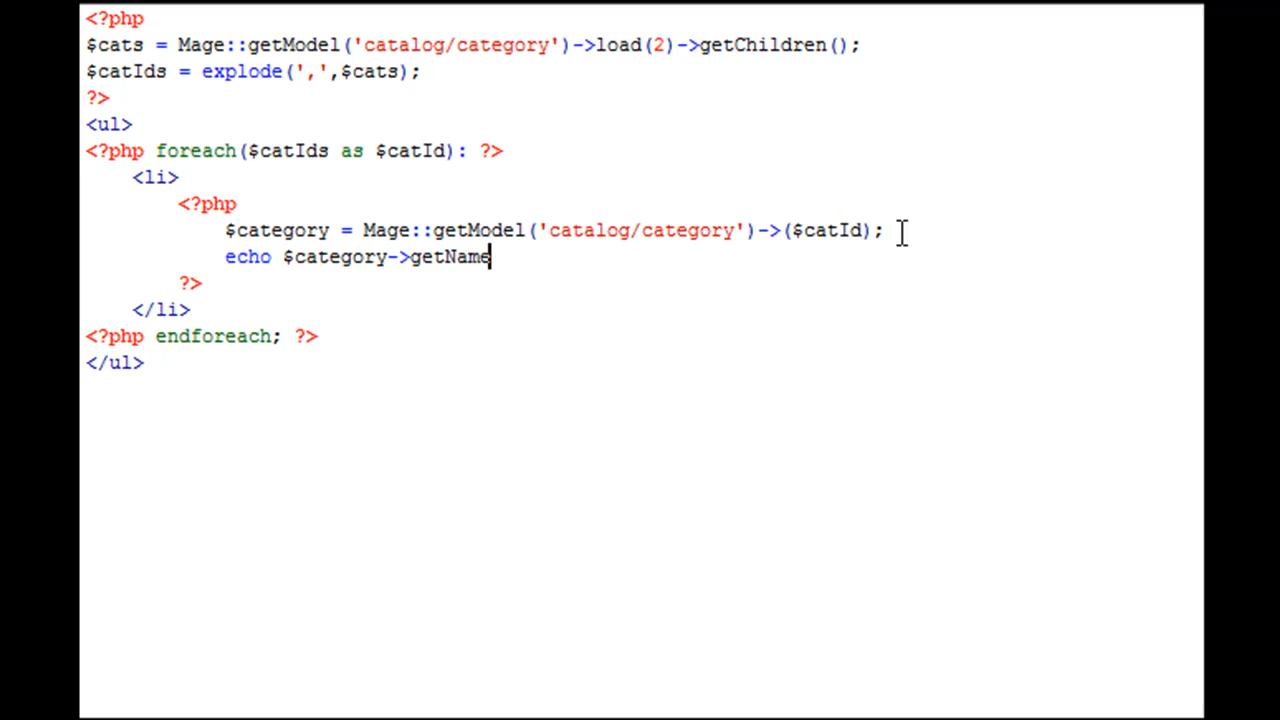 <?php
$cats = Mage::getModel('catalog/category')->load(2)->getChildren();
$catIds = explode(',',$cats);
?>
<ul>
<?php foreach($catIds as $catId): ?>
    <li>
        <?php
            $category = Mage::getModel('catalog/category')->($catId);
            echo $category->getName
        ?>
    </li>
<?php endforeach; ?>
</ul>